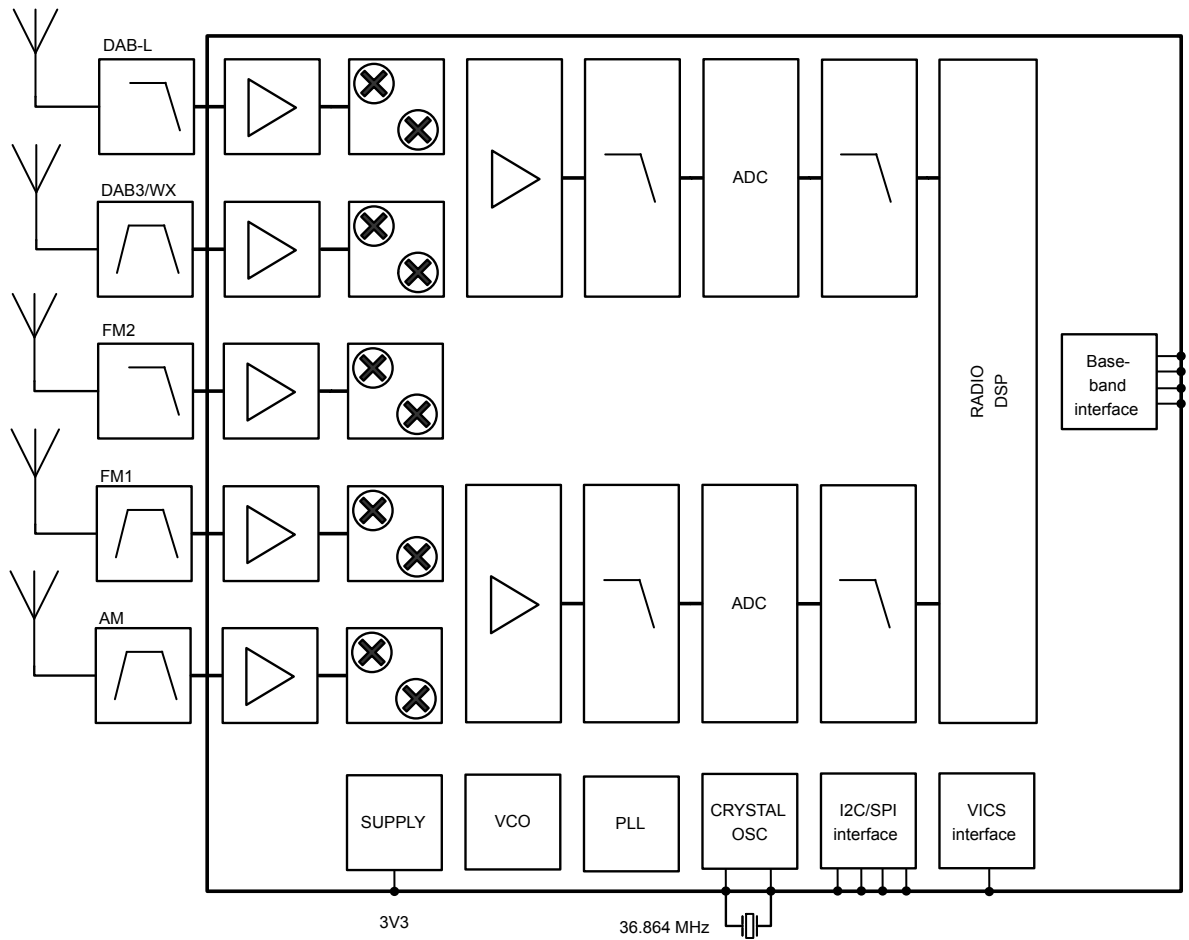 DAB-L
DAB3/WX
ADC
FM2
Base-
band
interface
RADIO
DSP
FM1
ADC
AM
SUPPLY
VCO
PLL
CRYSTAL
OSC
I2C/SPI
interface
VICS
interface
3V3
36.864 MHz